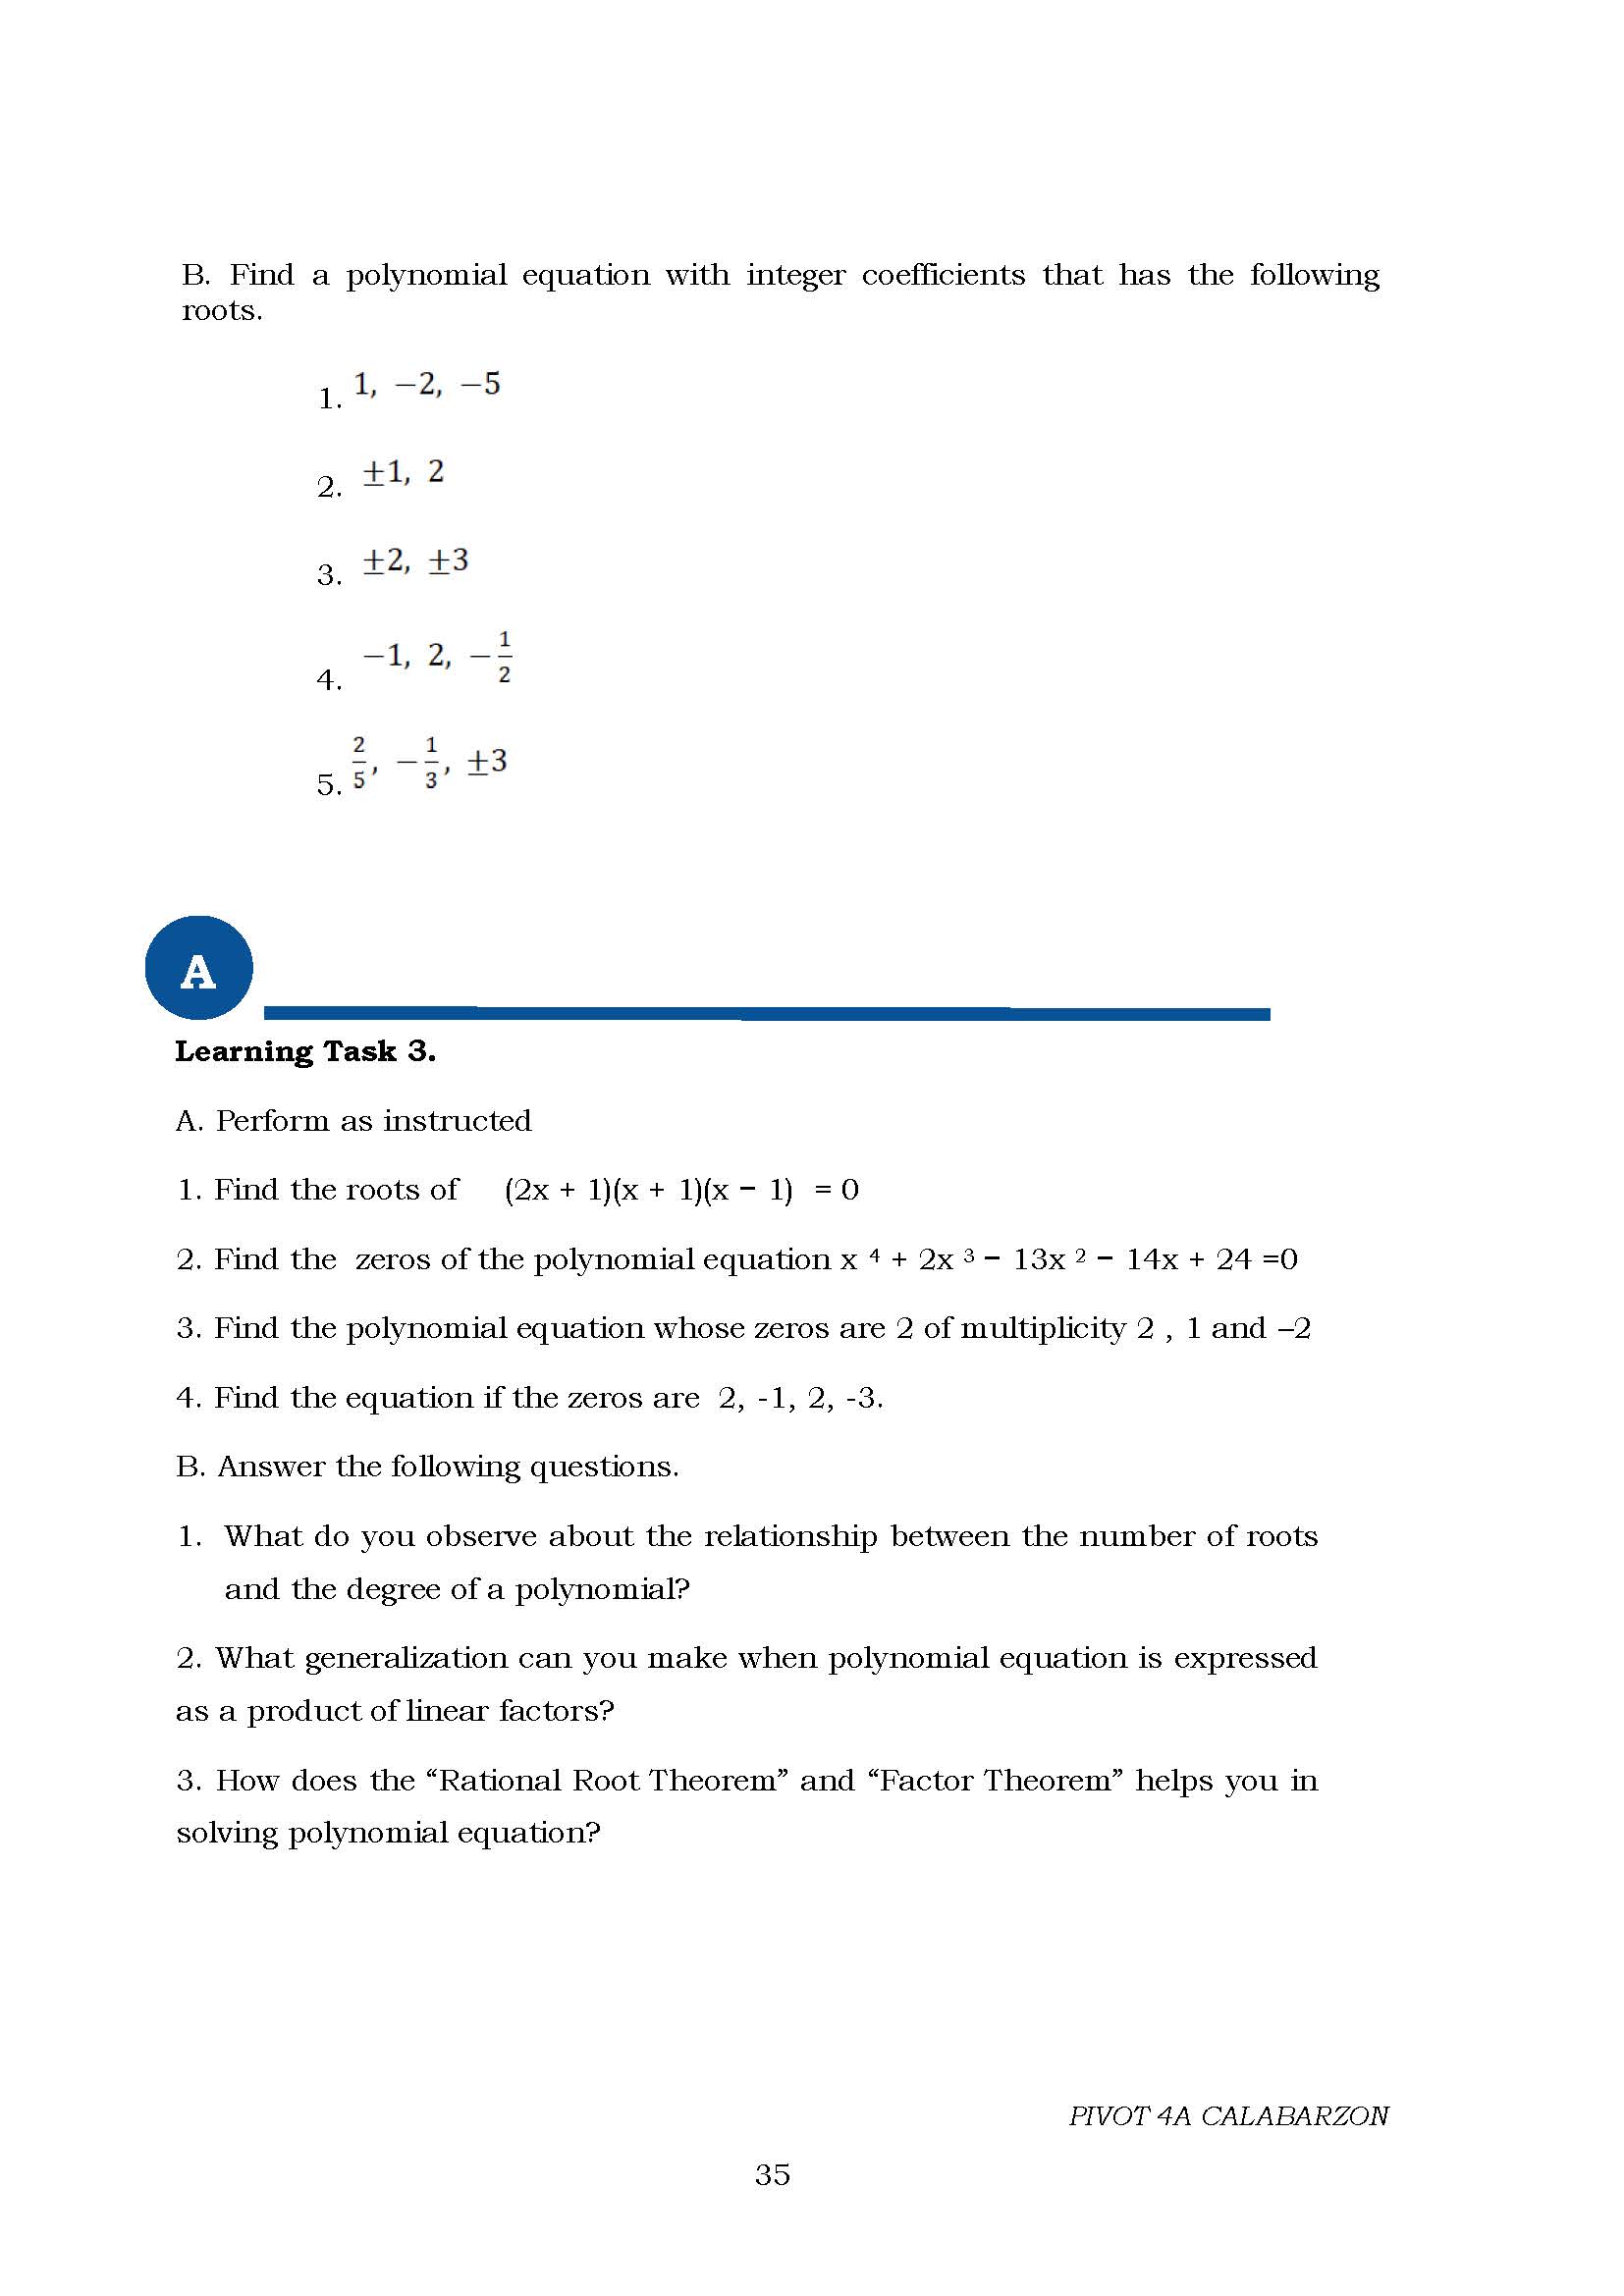 B. Find a polynomial equation with integer coefficients that has the following
roots.
1. 1, −2, −5
2. ±1, 2
3. ±2, ±3
4. −1, 2, −1/2
5. 2/5, −1/3, ±3
A
Learning Task 3.
A. Perform as instructed
1. Find the roots of (2x + 1)(x + 1)(x − 1) = 0
2. Find the zeros of the polynomial equation x ⁴ + 2x ³ − 13x ² − 14x + 24 =0
3. Find the polynomial equation whose zeros are 2 of multiplicity 2 , 1 and –2
4. Find the equation if the zeros are 2, -1, 2, -3.
B. Answer the following questions.
1. What do you observe about the relationship between the number of roots
and the degree of a polynomial?
2. What generalization can you make when polynomial equation is expressed
as a product of linear factors?
3. How does the “Rational Root Theorem” and “Factor Theorem” helps you in
solving polynomial equation?
PIVOT 4A CALABARZON
35